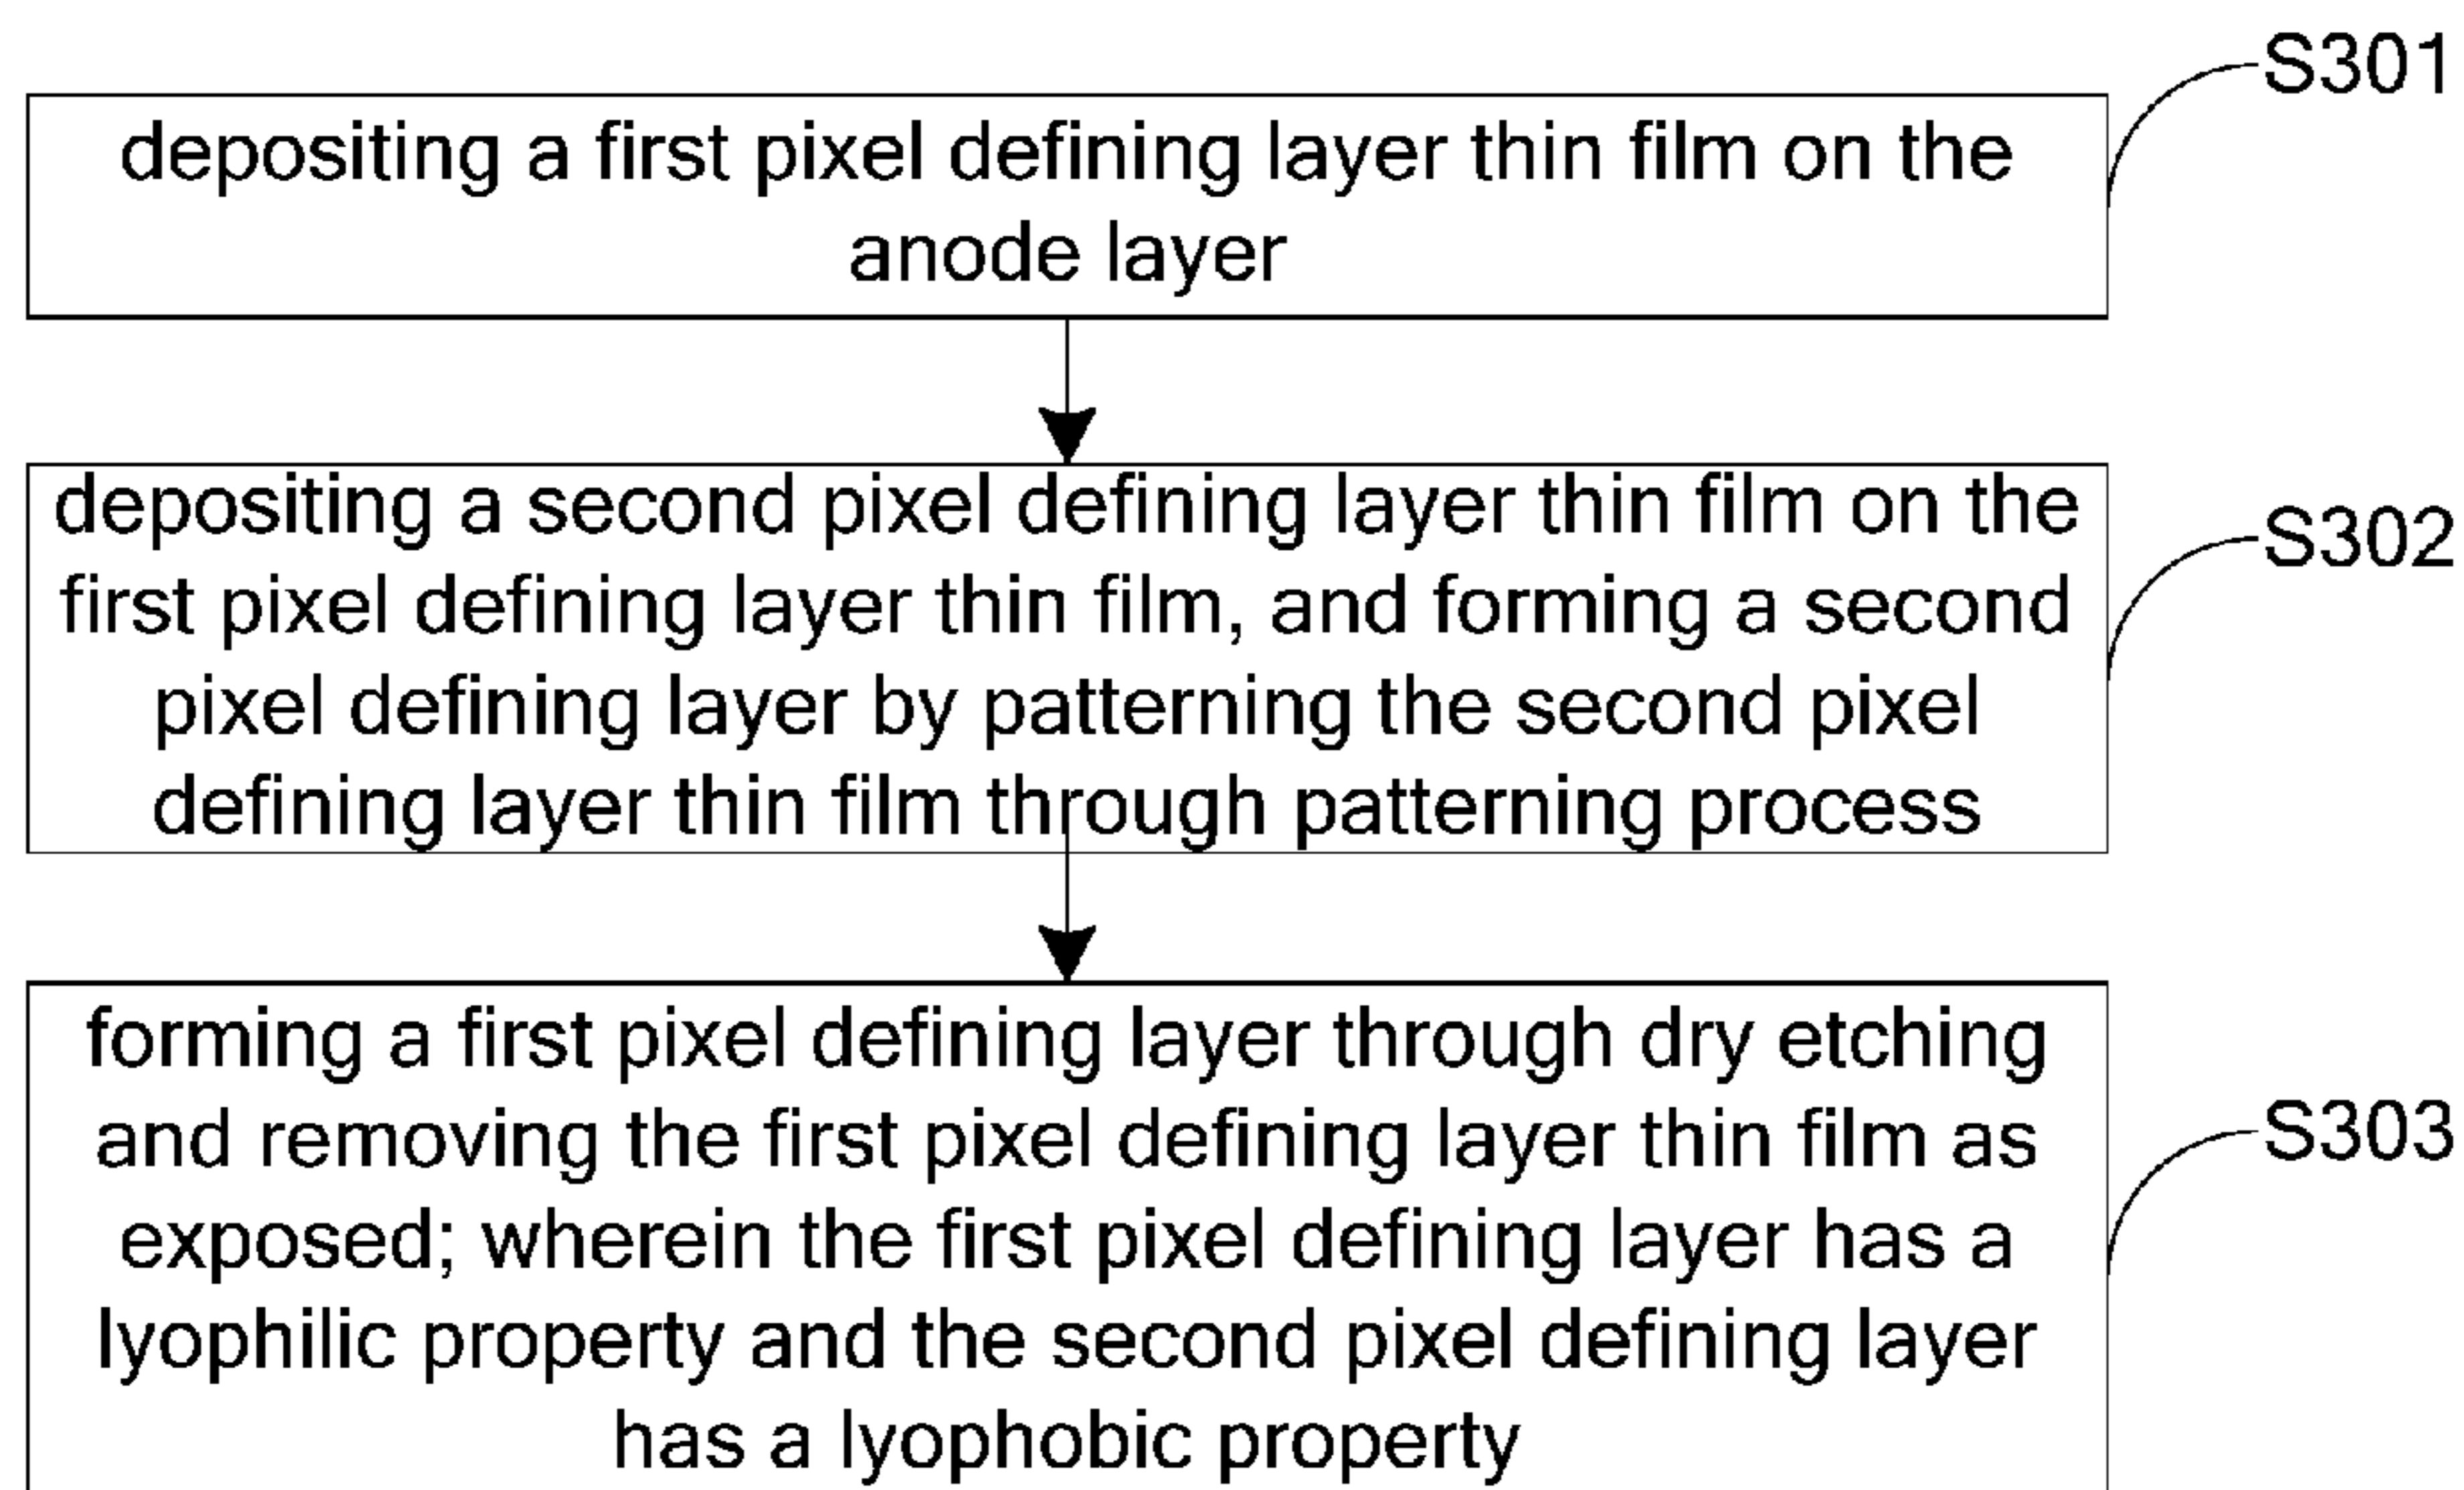 S301
depositing a first pixel defining layer thin film on the
anode layer
depositing a second pixel defining layer thin film on the
first pixel defining layer thin film, and forming a second
pixel defining layer by patterning the second pixel
defining layer thin film through patterning process
S302
forming a first pixel defining layer through dry etching
and removing the first pixel defining layer thin film as
exposed; wherein the first pixel defining layer has a
lyophilic property and the second pixel defining layer
has a lyophobic property
S303